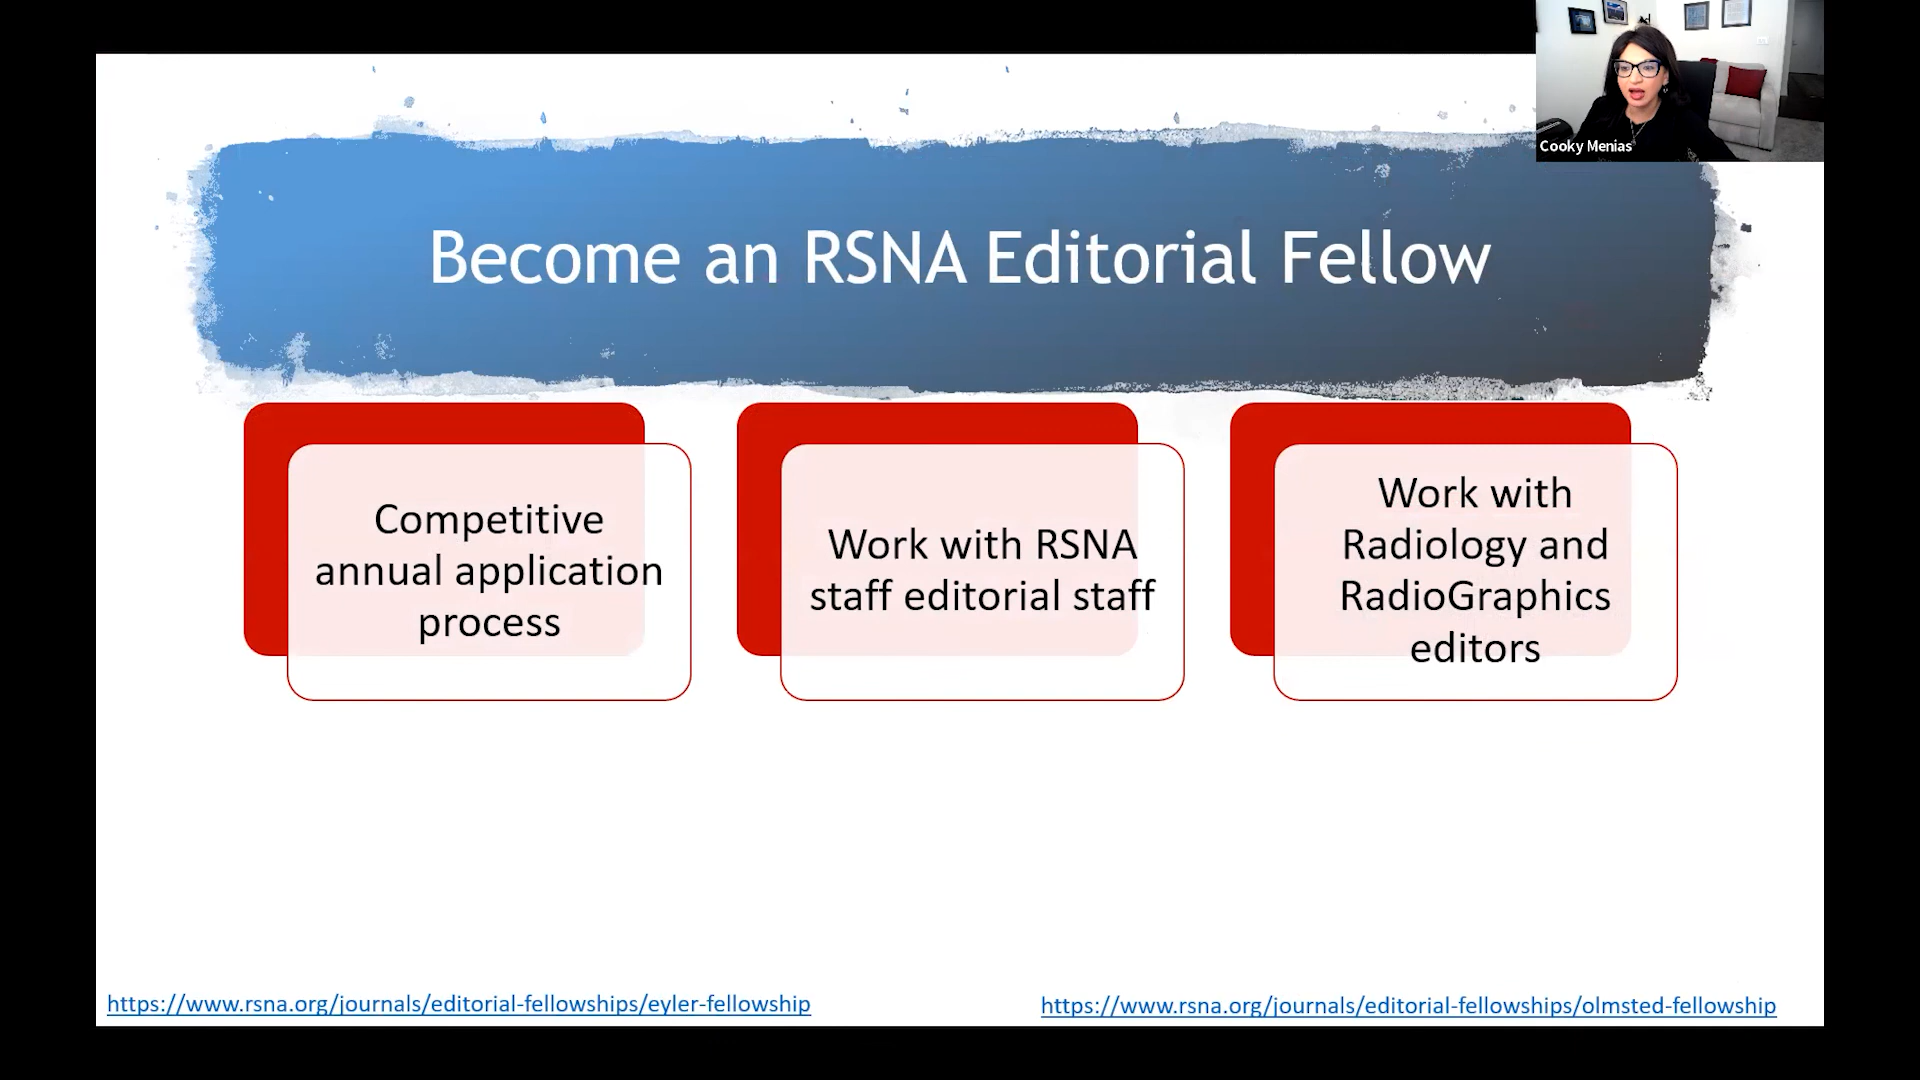 Cooky Menias
Become an RSNA Editorial Fellow
Competitive
annual application
process
Work with RSNA
staff editorial staff
Work with
Radiology and
RadioGraphics
editors
https://www.rsna.org/journals/editorial-fellowships/eyler-fellowship
https://www.rsna.org/journals/editorial-fellowships/olmsted-fellowship